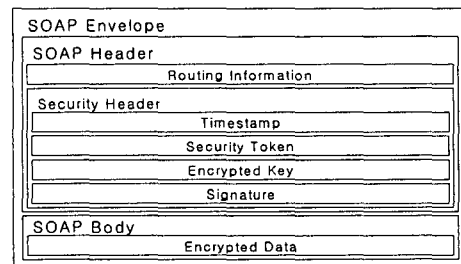 SOAP Envelope
SOAP Header
Routing Information
Security Header
Timestamp
Security Token
Encrypted Key
Signature
SOAP Body
Encrypted Data